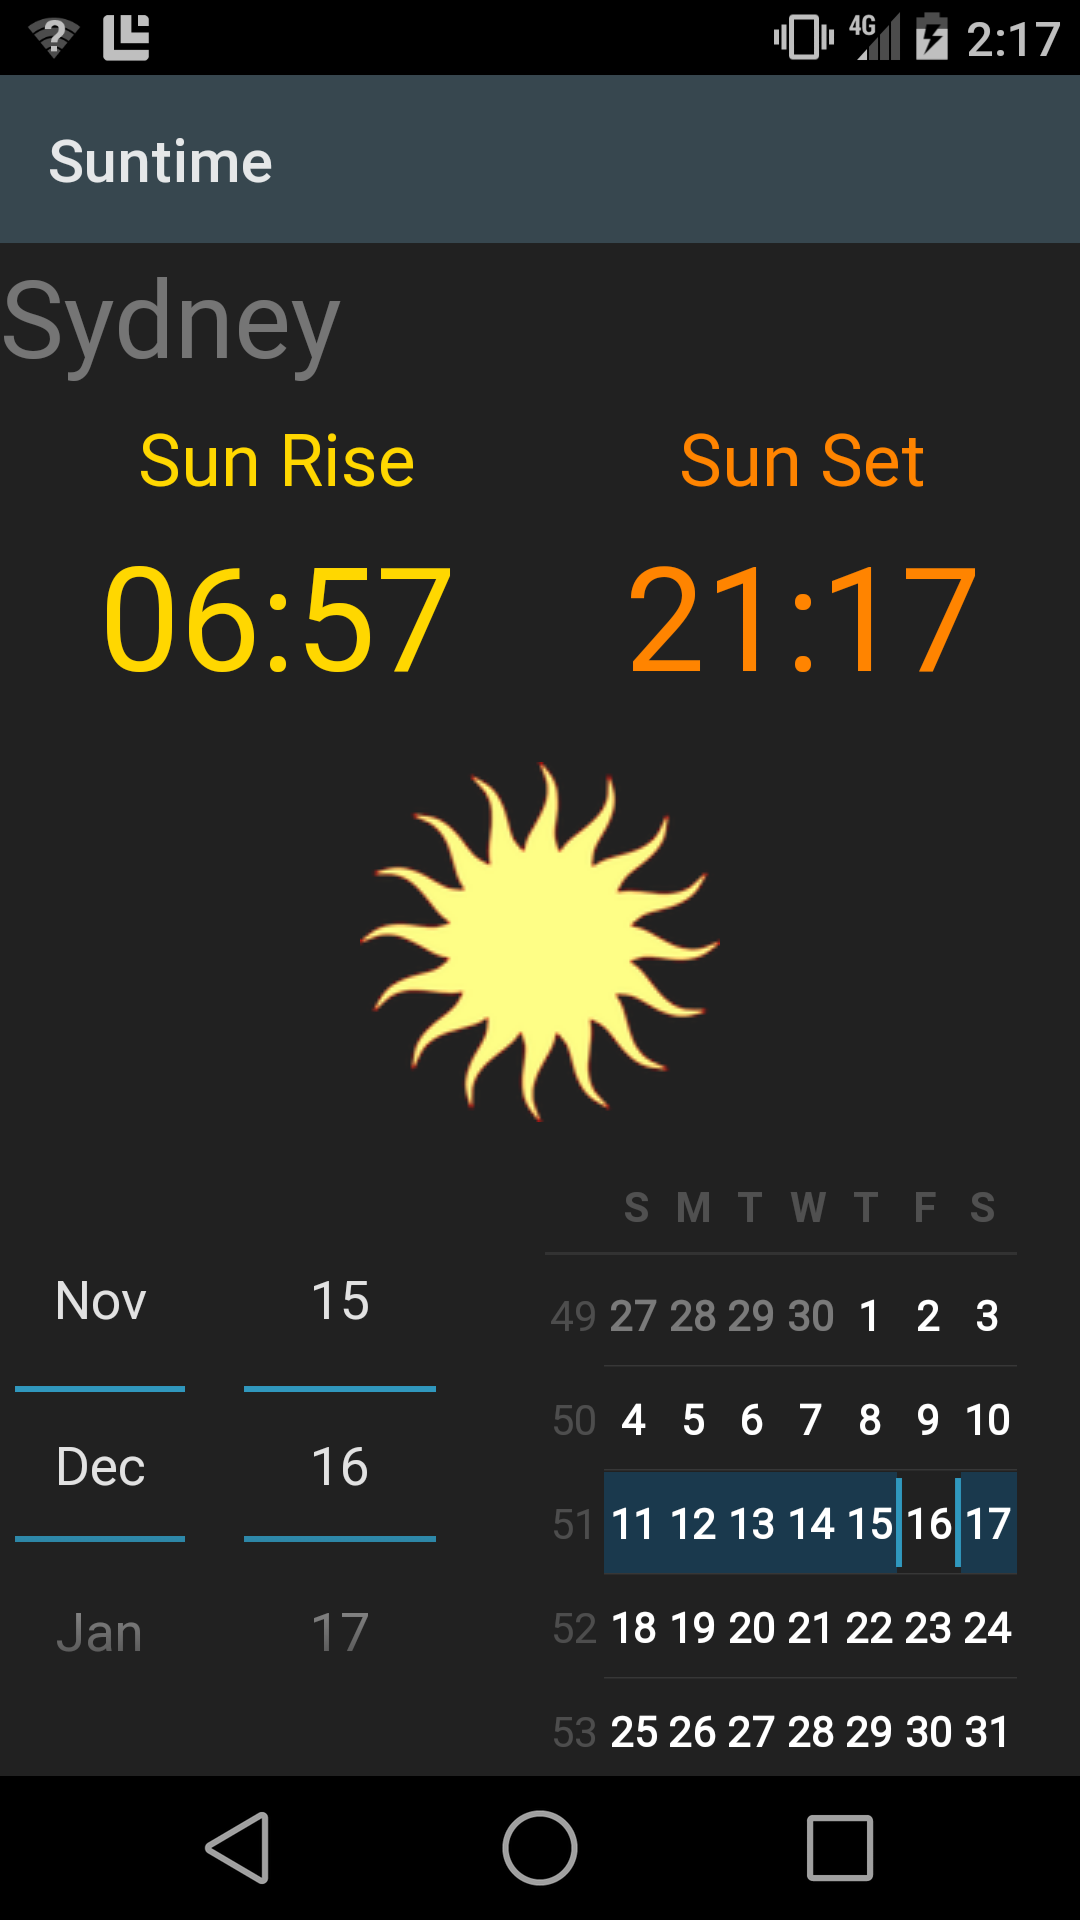 ? 4G 2:17
Suntime
Sydney
Sun Rise Sun Set
06:57 21:17
S M T W T F S
Nov 15
49 27 28 29 30 1 2 3
50 4 5 6 7 8 9 10
Dec 16
51 11 12 13 14 15 16 17
Jan 17
52 18 19 20 21 22 23 24
53 25 26 27 28 29 30 31